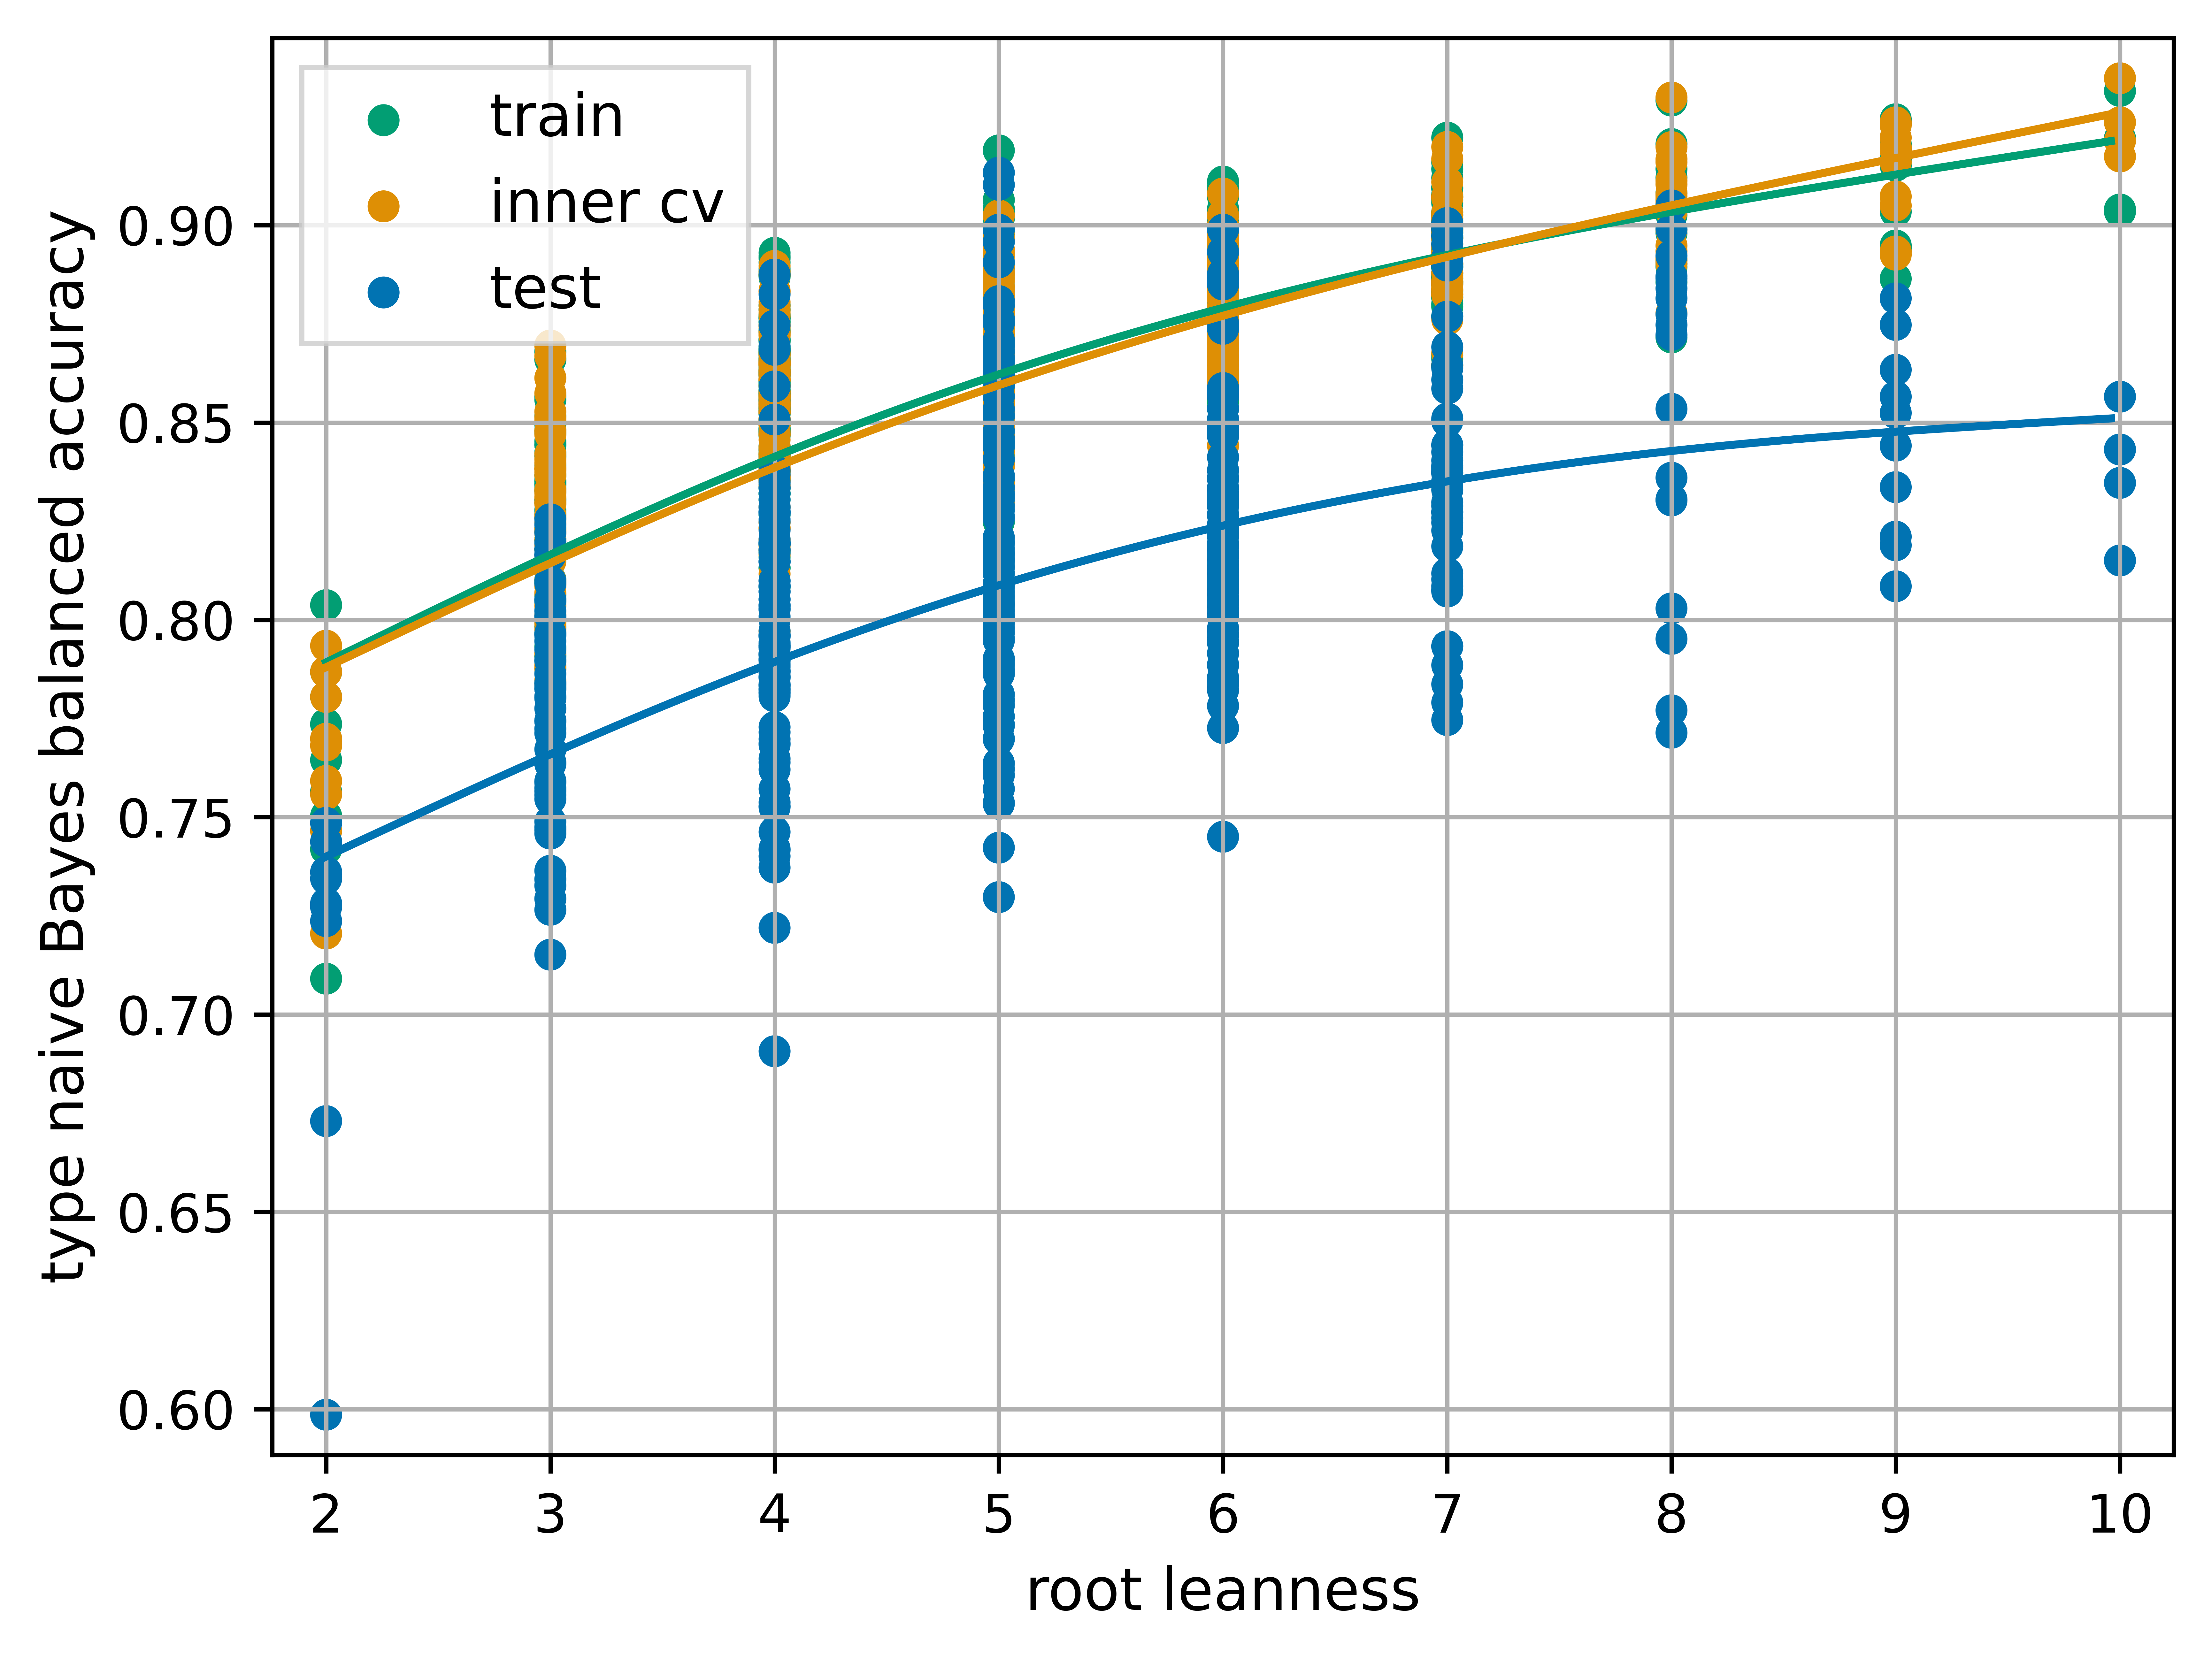 train
inner cv
test
type naive Bayes balanced accuracy
0.90
0.85
0.80
0.75
0.70
0.65
0.60
2 3 4 5 6 7 8 9 10
root leanness